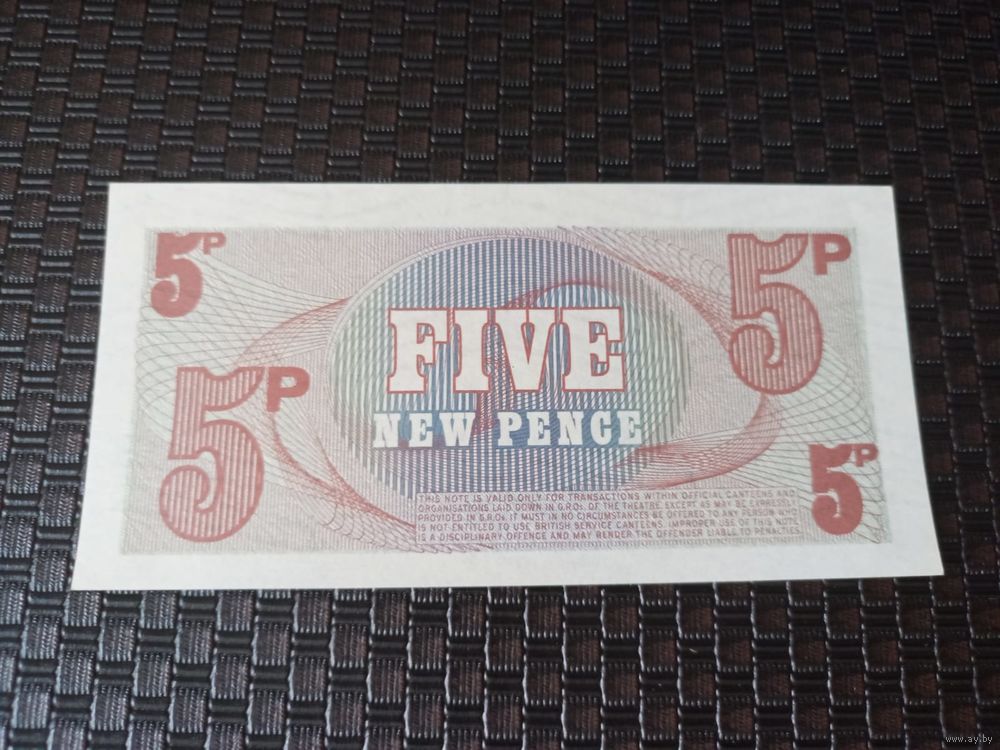 5P
5P
FIVE
NEW PENCE
5P
5P
THIS NOTE IS VALID ONLY FOR TRANSACTIONS WITHIN OFFICIAL CANTEENS AND
ORGANISATIONS LAID DOWN IN G.R.Os. OF THE THEATRE. EXCEPT AS MAY BE EXPRESSLY
PROVIDED IN G.R.Os. IT MUST IN NO CIRCUMSTANCES BE OFFERED TO ANY PERSON WHO
IS NOT ENTITLED TO USE BRITISH SERVICE CANTEENS. IMPROPER USE OF THIS NOTE
IS A DISCIPLINARY OFFENCE AND MAY RENDER THE OFFENDER LIABLE TO PENALTIES
www.ay.by